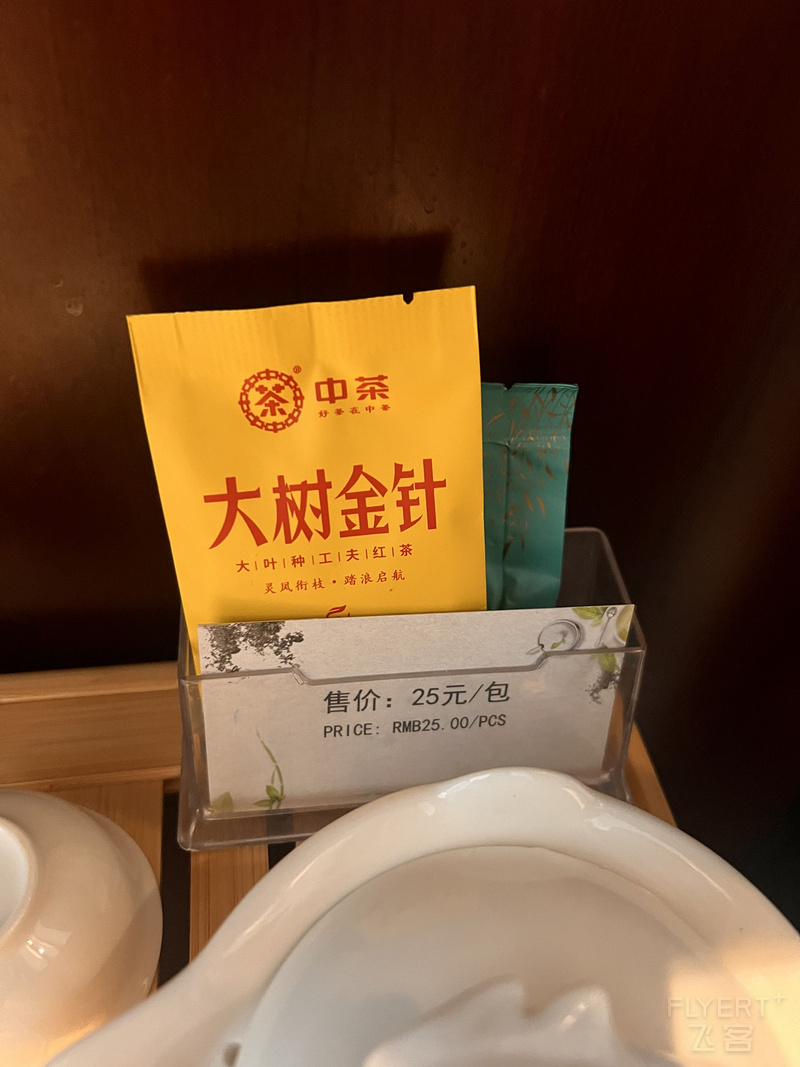 茶
®
中茶
好茶在中茶
大树金针
大|叶|种|工|夫|红|茶
灵凤衔枝·踏浪启航
售价：25元/包
PRICE: RMB25.00/PCS
FLYERT+
飞客